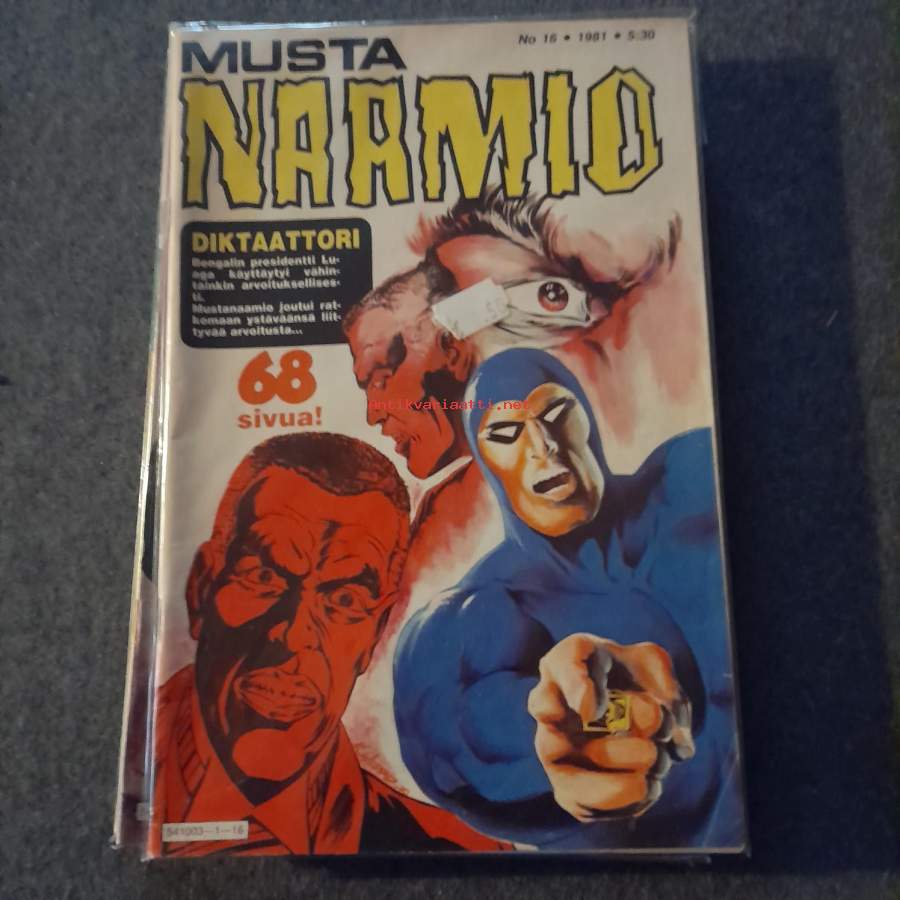 MUSTA
No 16 • 1981 • 5:30
NAAMIO
DIKTAATTORI
Bengalin presidentti Lu-
aga käyttäytyi vähin-
täinkin arvoituksellises-
ti.
Mustanaamio joutui rat-
komaan ystäväänsä liit-
tyvää arvoitusta...
68
sivua!
antikvariaatti.net
541003—1—16